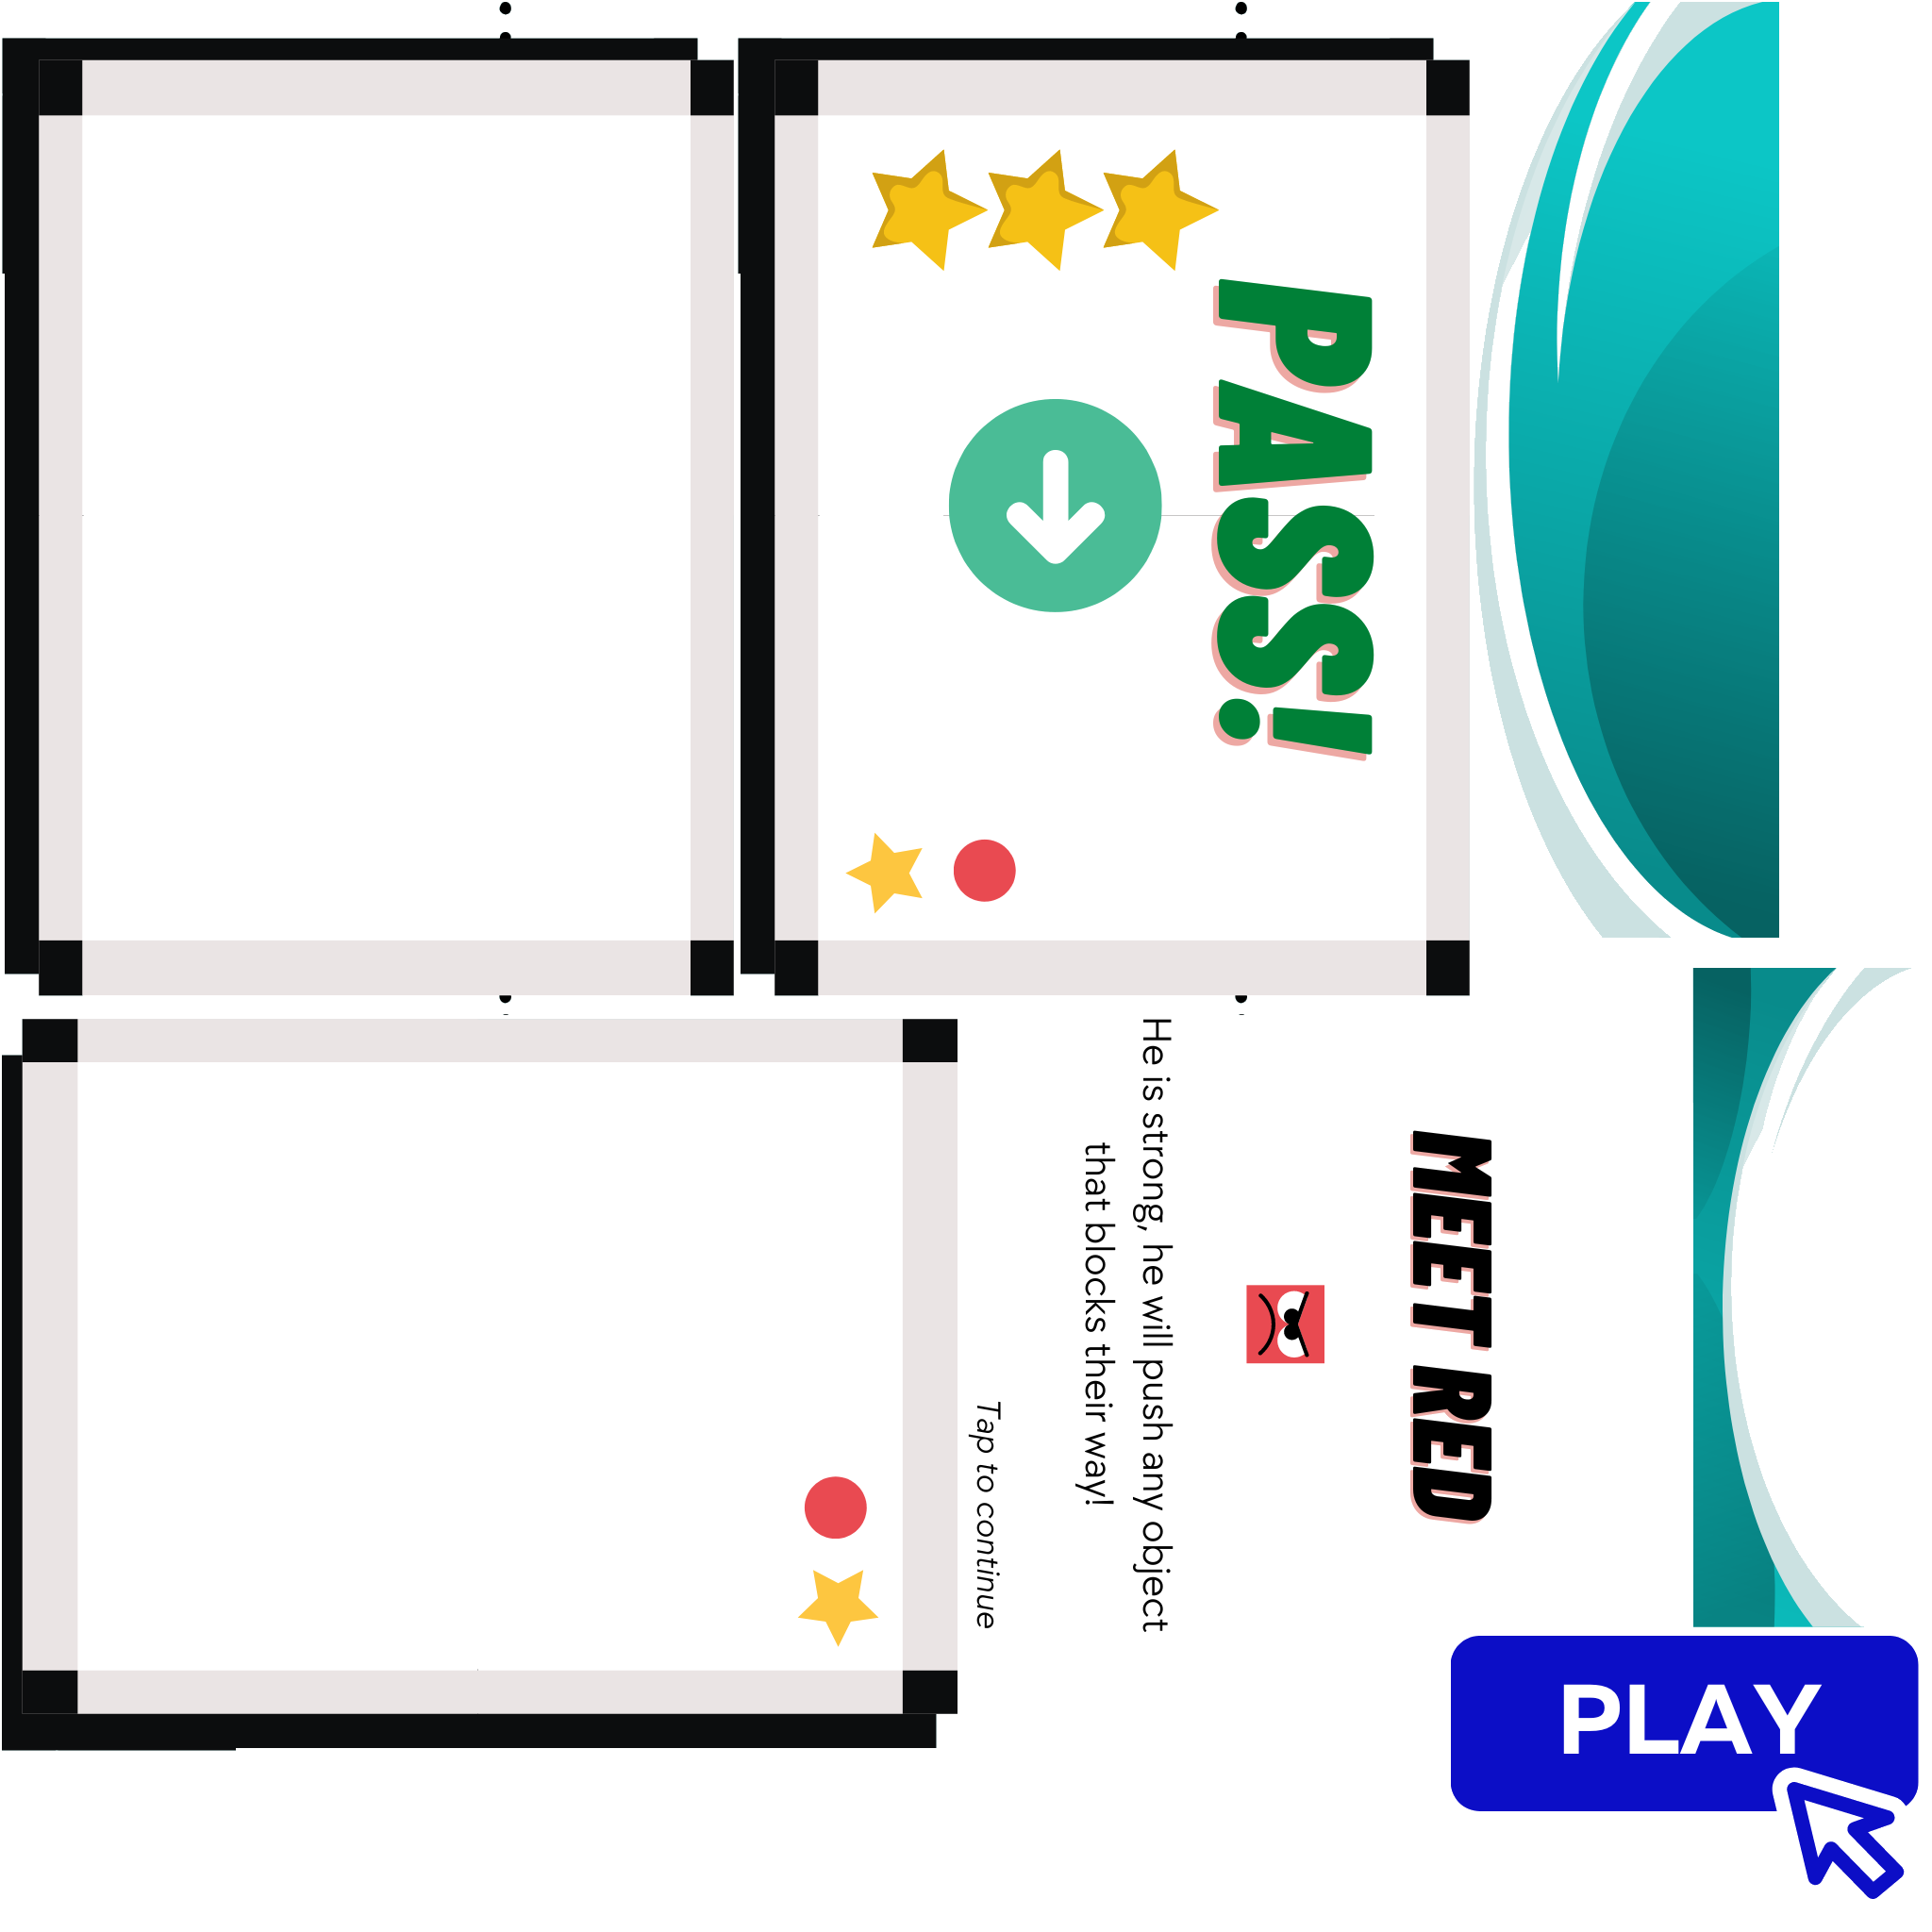 PASS!
MEET RED
He is strong, he will push any object
that blocks their way!
Tap to continue
PLAY